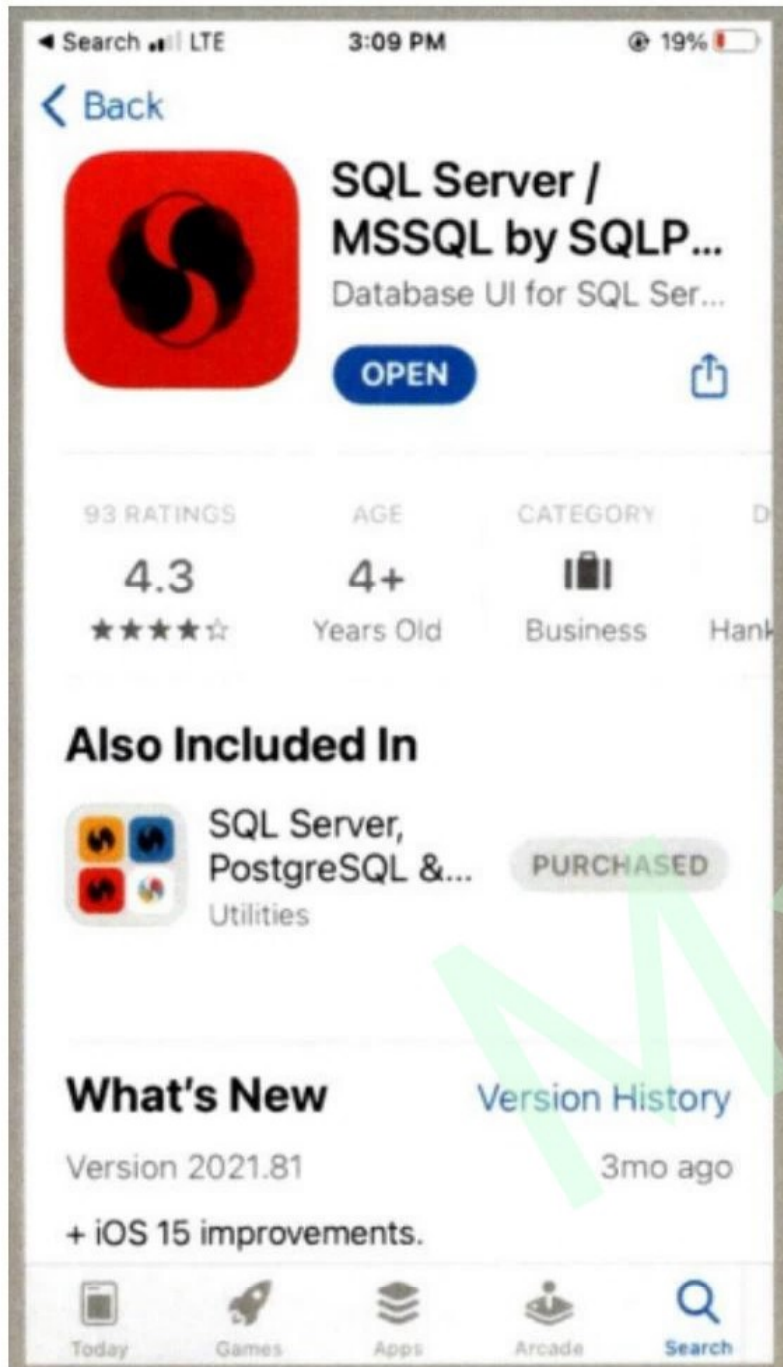 Search LTE 3:09 PM 19%
Back
SQL Server /
MSSQL by SQLP...
Database UI for SQL Ser...
OPEN
93 RATINGS AGE CATEGORY D
4.3 4+
Years Old Business Hank
Also Included In
SQL Server,
PostgreSQL &...
PURCHASED
Utilities
What's New Version History
Version 2021.81 3mo ago
+ iOS 15 improvements.
Today Games Apps Arcade Search